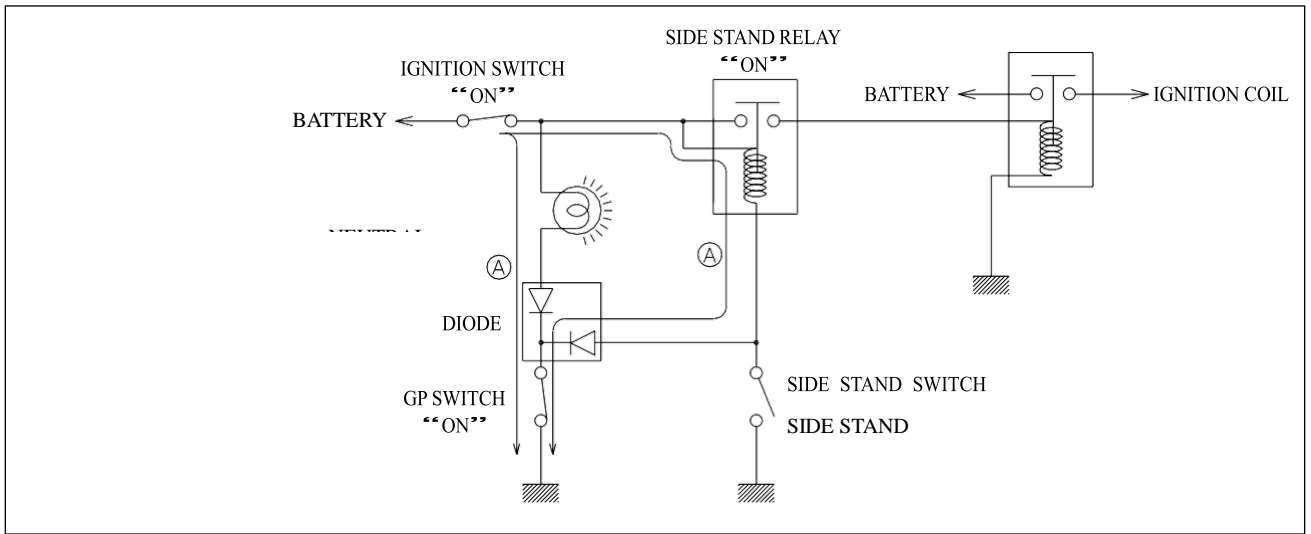 SIDE STAND RELAY
“ON”
IGNITION SWITCH
“ON”
BATTERY
BATTERY
IGNITION COIL
A
A
DIODE
GP SWITCH
“ON”
SIDE STAND SWITCH
SIDE STAND